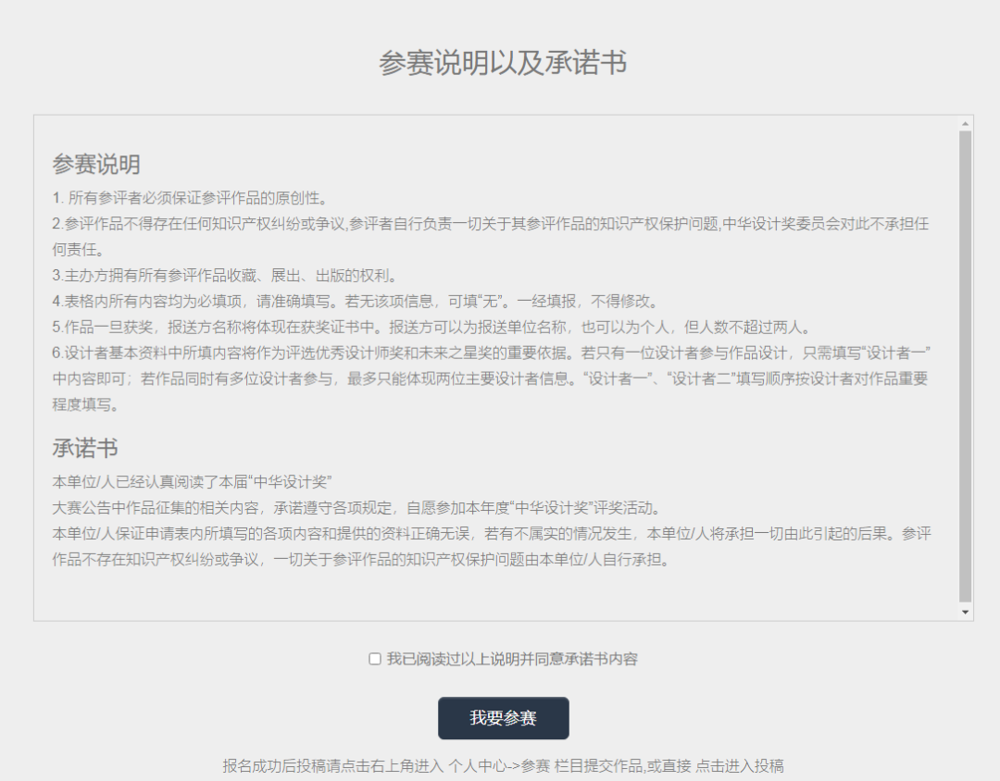 参赛说明以及承诺书
参赛说明
1. 所有参评者必须保证参评作品的原创性。
2.参评作品不得存在任何知识产权纠纷或争议,参评者自行负责一切关于其参评作品的知识产权保护问题,中华设计奖委员会对此不承担任
何责任。
3.主办方拥有所有参评作品收藏、展出、出版的权利。
4.表格内所有内容均为必填项，请准确填写。若无该项信息，可填“无”。一经填报，不得修改。
5.作品一旦获奖，报送方名称将体现在获奖证书中。报送方可以为报送单位名称，也可以为个人，但人数不超过两人。
6.设计者基本资料中所填内容将作为评选优秀设计师奖和未来之星奖的重要依据。若只有一位设计者参与作品设计，只需填写“设计者一”
中内容即可；若作品同时有多位设计者参与，最多只能体现两位主要设计者信息。“设计者一”、“设计者二”填写顺序按设计者对作品重要
程度填写。
承诺书
本单位/人已经认真阅读了本届“中华设计奖”
大赛公告中作品征集的相关内容，承诺遵守各项规定，自愿参加本年度“中华设计奖”评奖活动。
本单位/人保证申请表内所填写的各项内容和提供的资料正确无误，若有不属实的情况发生，本单位/人将承担一切由此引起的后果。参评
作品不存在知识产权纠纷或争议，一切关于参评作品的知识产权保护问题由本单位/人自行承担。
我已阅读过以上说明并同意承诺书内容
我要参赛
报名成功后投稿请点击右上角进入 个人中心->参赛 栏目提交作品,或直接 点击进入投稿